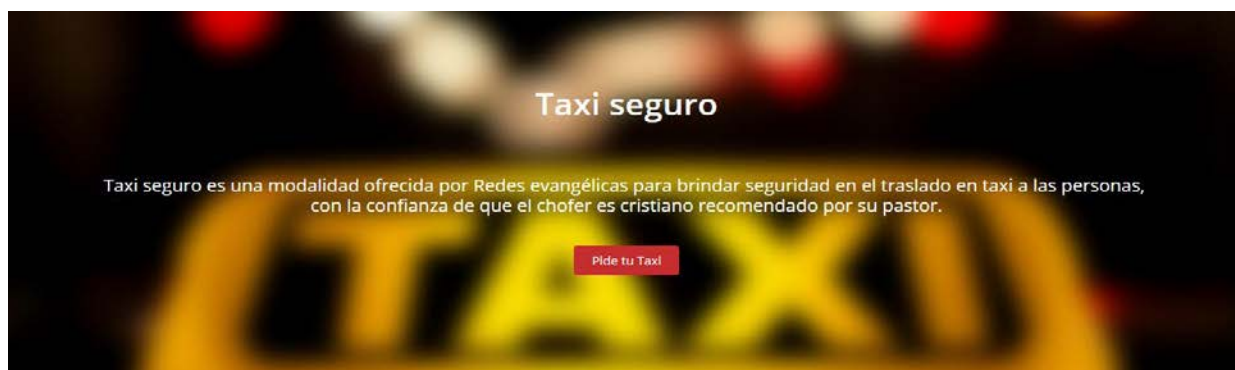 Taxi seguro
Taxi seguro es una modalidad ofrecida por Redes evangélicas para brindar seguridad en el traslado en taxi a las personas,
con la confianza de que el chofer es cristiano recomendado por su pastor.
Pide tu Taxi
TAXI